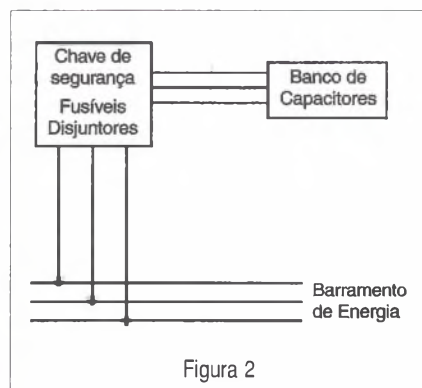 Chave de
segurança
Fusíveis
Disjuntores
Banco de
Capacitores
Barramento
de Energia
Figura 2